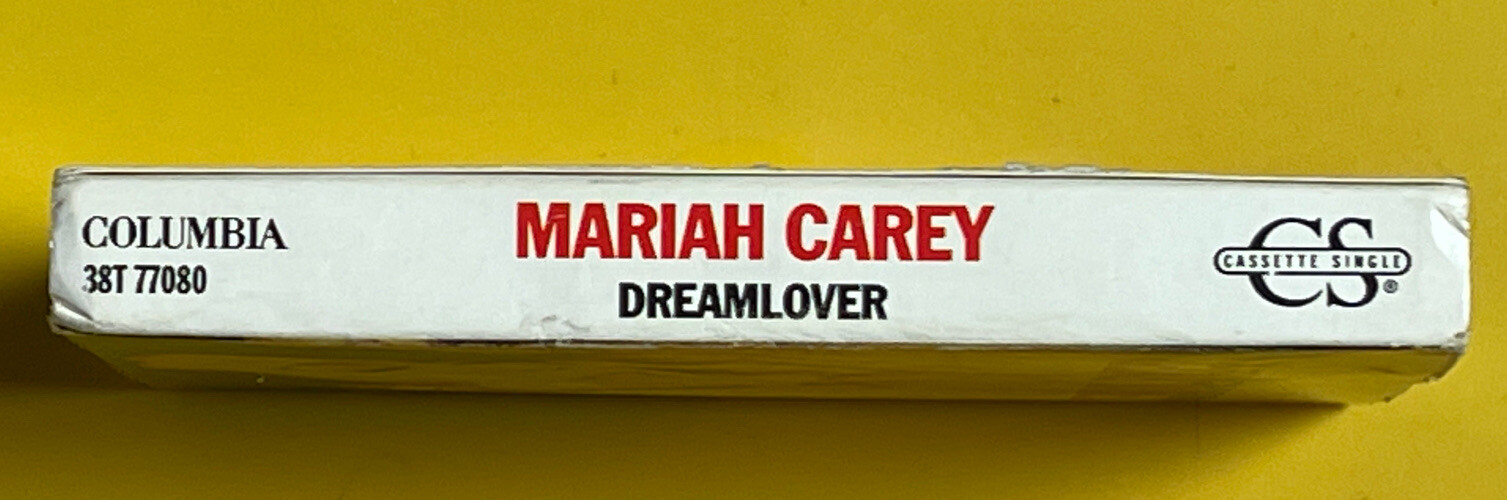 COLUMBIA
38T 77080
MARIAH CAREY
DREAMLOVER
CS
CASSETTE SINGLE
®